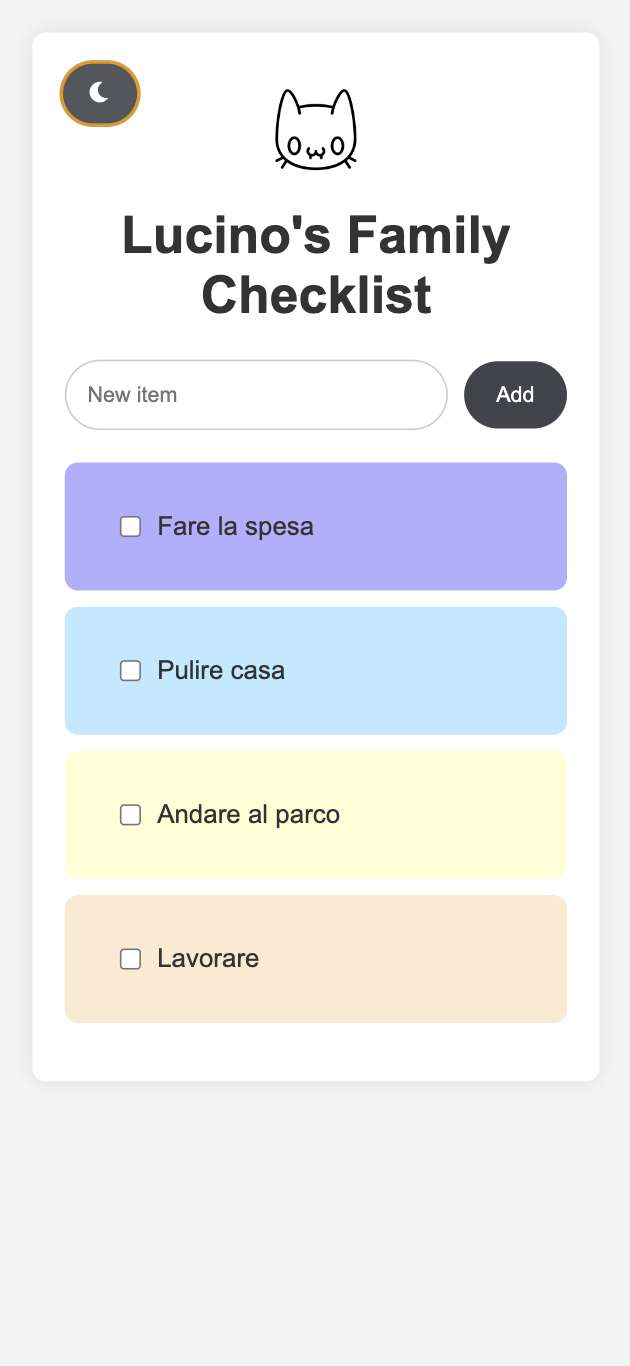 Lucino's Family
Checklist
New item
Add
Fare la spesa
Pulire casa
Andare al parco
Lavorare